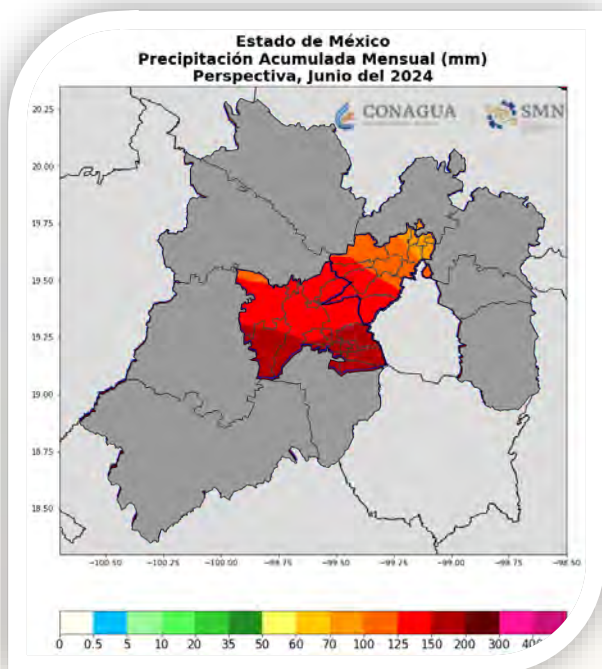 Estado de México
Precipitación Acumulada Mensual (mm)
Perspectiva, Junio del 2024
CONAGUA SMN
20.25
20.00
19.75
19.50
19.25
19.00
18.75
18.50
−100.50 −100.25 −100.00 −99.75 −99.50 −99.25 −99.00 −98.75 −98.50
0 0.5 5 10 20 35 50 60 70 100 125 150 200 300 400